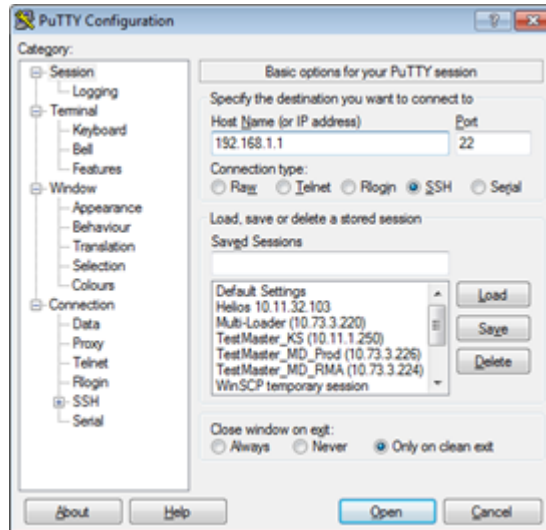 PuTTY Configuration
Category:
Session
Logging
Terminal
Keyboard
Bell
Features
Window
Appearance
Behaviour
Translation
Selection
Colours
Connection
Data
Proxy
Telnet
Rlogin
SSH
Serial
Basic options for your PuTTY session
Specify the destination you want to connect to
Host Name (or IP address) Port
192.168.1.1 22
Connection type:
Raw Telnet Rlogin SSH Serial
Load, save or delete a stored session
Saved Sessions
Default Settings
Helios 10.11.32.103
Multi-Loader (10.73.3.220)
TestMaster_KS (10.11.1.250)
TestMaster_MD_Prod (10.73.3.226)
TestMaster_MD_RMA (10.73.3.224)
WinSCP temporary session
Load
Save
Delete
Close window on exit:
Always Never Only on clean exit
About Help Open Cancel